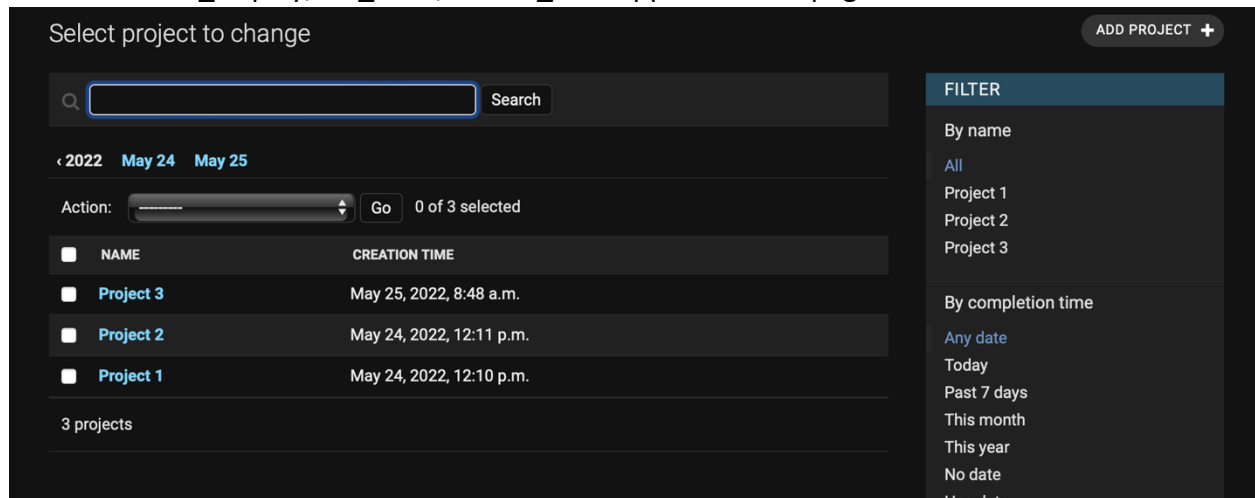 Select project to change
ADD PROJECT +
Search
‹ 2022 May 24 May 25
Action: --------- Go 0 of 3 selected
NAME CREATION TIME
Project 3 May 25, 2022, 8:48 a.m.
Project 2 May 24, 2022, 12:11 p.m.
Project 1 May 24, 2022, 12:10 p.m.
3 projects
FILTER
By name
All
Project 1
Project 2
Project 3
By completion time
Any date
Today
Past 7 days
This month
This year
No date